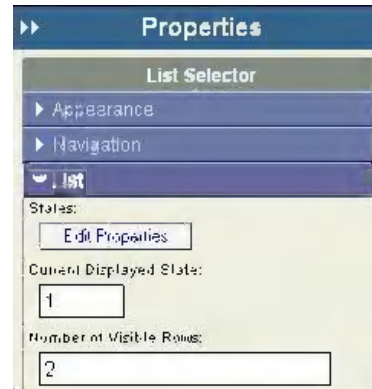 Properties
List Selector
Appearance
Navigation
List
States:
Edit Properties
Current Displayed State:
1
Number of Visible Rows:
2